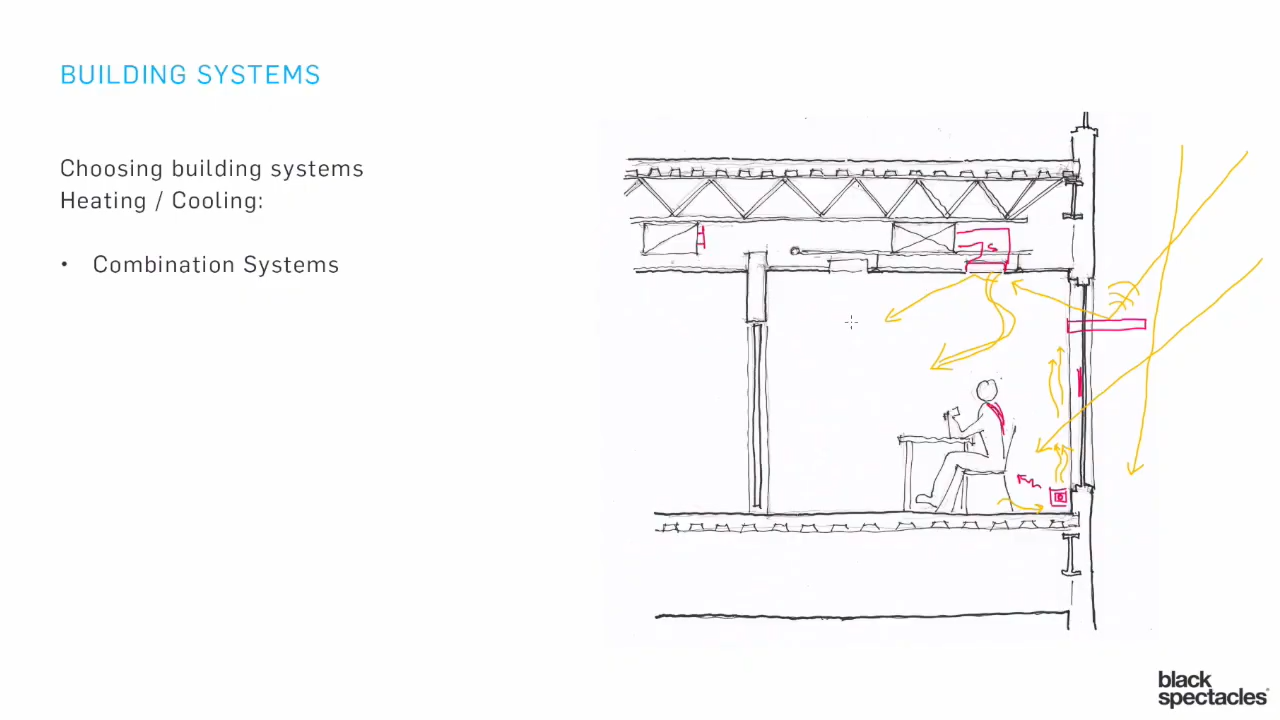 BUILDING SYSTEMS
Choosing building systems
Heating / Cooling:
• Combination Systems
S
black
spectacles